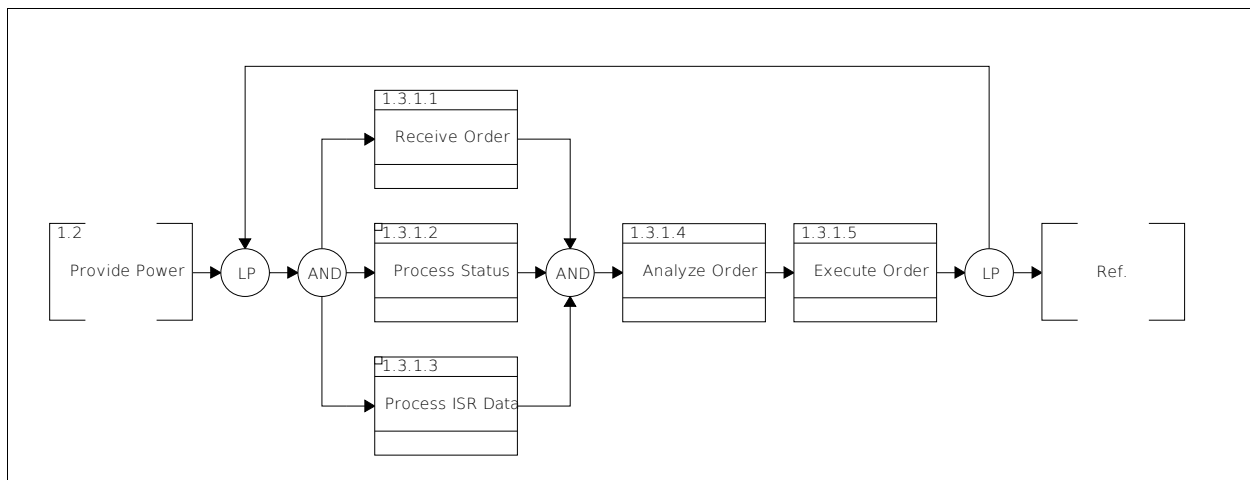 1.3.1.1
Receive Order
1.2
Provide Power
LP
AND
1.3.1.2
Process Status
AND
1.3.1.4
Analyze Order
1.3.1.5
Execute Order
LP
Ref.
1.3.1.3
Process ISR Data